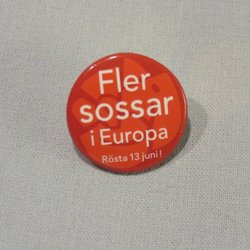 Fler
sossar
i Europa
Rösta 13 juni!